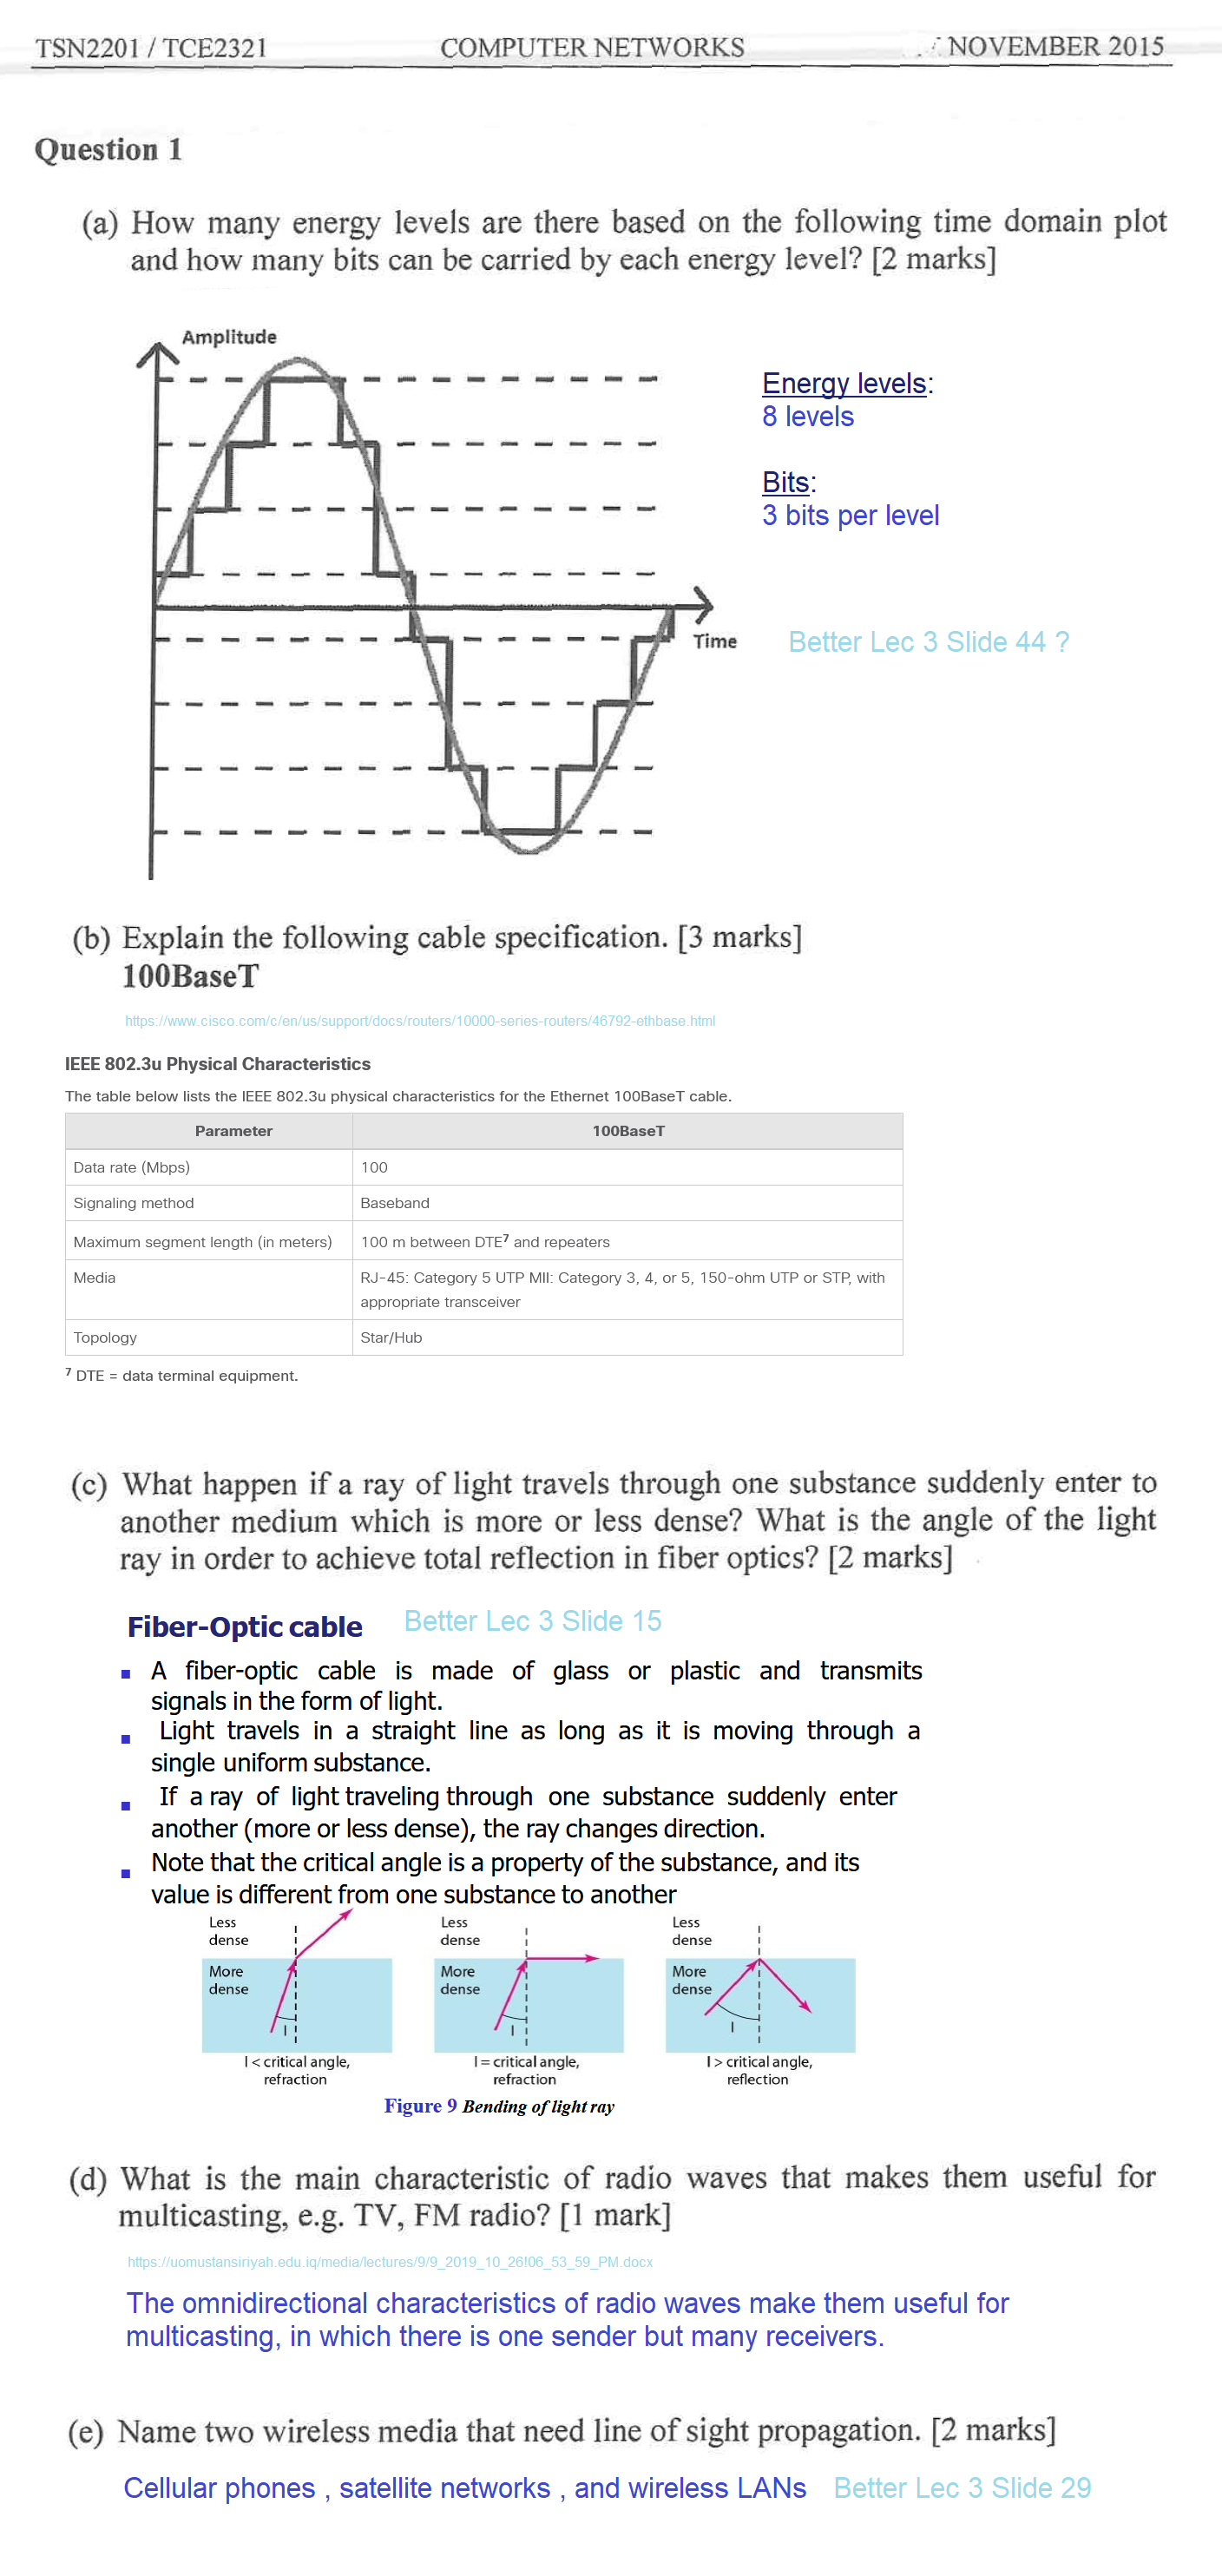 TSN2201 / TCE2321 COMPUTER NETWORKS NOVEMBER 2015
Question 1
(a) How many energy levels are there based on the following time domain plot
and how many bits can be carried by each energy level? [2 marks]
Amplitude
Energy levels:
8 levels
Bits:
3 bits per level
Time
Better Lec 3 Slide 44 ?
(b) Explain the following cable specification. [3 marks]
100BaseT
https://www.cisco.com/c/en/us/support/docs/routers/10000-series-routers/46792-ethbase.html
IEEE 802.3u Physical Characteristics
The table below lists the IEEE 802.3u physical characteristics for the Ethernet 100BaseT cable.
Parameter 100BaseT
Data rate (Mbps) 100
Signaling method Baseband
Maximum segment length (in meters) 100 m between DTE7 and repeaters
Media RJ-45: Category 5 UTP MII: Category 3, 4, or 5, 150-ohm UTP or STP, with
appropriate transceiver
Topology Star/Hub
7 DTE = data terminal equipment.
(c) What happen if a ray of light travels through one substance suddenly enter to
another medium which is more or less dense? What is the angle of the light
ray in order to achieve total reflection in fiber optics? [2 marks]
Fiber-Optic cable Better Lec 3 Slide 15
▪ A fiber-optic cable is made of glass or plastic and transmits
signals in the form of light.
▪ Light travels in a straight line as long as it is moving through a
single uniform substance.
▪ If a ray of light traveling through one substance suddenly enter
another (more or less dense), the ray changes direction.
▪ Note that the critical angle is a property of the substance, and its
value is different from one substance to another
Less Less Less
dense dense dense
More More More
dense dense dense
I I I
I < critical angle, I = critical angle, I > critical angle,
refraction refraction reflection
Figure 9 Bending of light ray
(d) What is the main characteristic of radio waves that makes them useful for
multicasting, e.g. TV, FM radio? [1 mark]
https://uomustansiriyah.edu.iq/media/lectures/9/9_2019_10_26!06_53_59_PM.docx
The omnidirectional characteristics of radio waves make them useful for
multicasting, in which there is one sender but many receivers.
(e) Name two wireless media that need line of sight propagation. [2 marks]
Cellular phones , satellite networks , and wireless LANs Better Lec 3 Slide 29